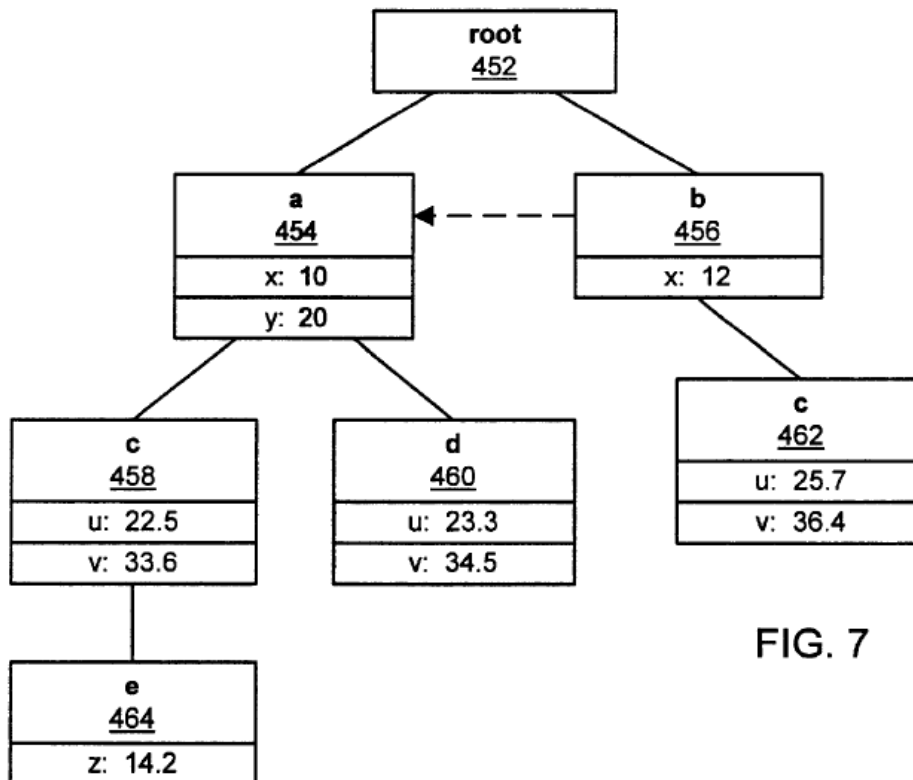 root
452
a
454
x: 10
y: 20
b
456
x: 12
c
458
u: 22.5
v: 33.6
d
460
u: 23.3
v: 34.5
c
462
u: 25.7
v: 36.4
e
464
z: 14.2
FIG. 7